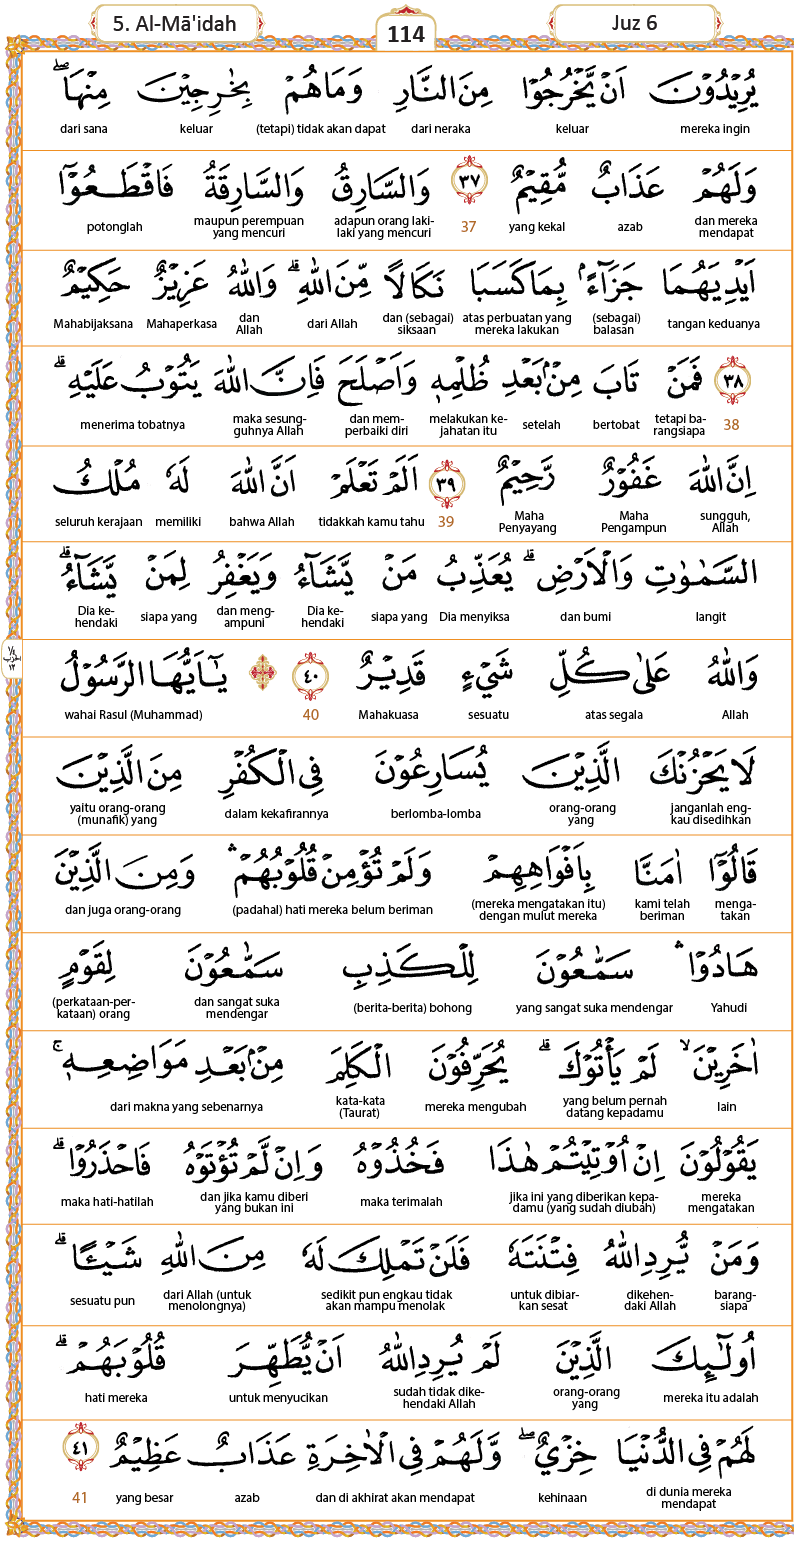 5. Al-Mā'idah
114
Juz 6
يُرِيْدُوْنَ اَنْ يَّخْرُجُوْا مِنَ النَّارِ وَمَا هُمْ بِخٰرِجِيْنَ مِنْهَا ۖ
mereka ingin keluar dari neraka (tetapi) tidak akan dapat keluar dari sana
وَلَهُمْ عَذَابٌ مُّقِيْمٌ ٣٧ وَالسَّارِقُ وَالسَّارِقَةُ فَاقْطَعُوْٓا
dan mereka mendapat azab yang kekal 37 adapun orang laki-laki yang mencuri maupun perempuan yang mencuri potonglah
اَيْدِيَهُمَا جَزَاۤءًۢ بِمَا كَسَبَا نَكَالًا مِّنَ اللّٰهِ ۗ وَاللّٰهُ عَزِيْزٌ حَكِيْمٌ
tangan keduanya (sebagai) balasan atas perbuatan yang mereka lakukan dan (sebagai) siksaan dari Allah dan Allah Mahaperkasa Mahabijaksana
٣٨ فَمَنْ تَابَ مِنْۢ بَعْدِ ظُلْمِهٖ وَاَصْلَحَ فَاِنَّ اللّٰهَ يَتُوْبُ عَلَيْهِ ۗ
38 tetapi barangsiapa bertobat setelah melakukan kejahatan itu dan memperbaiki diri maka sesungguhnya Allah menerima tobatnya
اِنَّ اللّٰهَ غَفُوْرٌ رَّحِيْمٌ ٣٩ اَلَمْ تَعْلَمْ اَنَّ اللّٰهَ لَهٗ مُلْكُ
sungguh, Allah Maha Pengampun Maha Penyayang 39 tidakkah kamu tahu bahwa Allah memiliki seluruh kerajaan
السَّمٰوٰتِ وَالْاَرْضِ ۗ يُعَذِّبُ مَنْ يَّشَاۤءُ وَيَغْفِرُ لِمَنْ يَّشَاۤءُ ۗ
langit dan bumi Dia menyiksa siapa yang Dia kehendaki dan mengampuni siapa yang Dia kehendaki
وَاللّٰهُ عَلٰى كُلِّ شَيْءٍ قَدِيْرٌ ٤٠ يٰٓاَيُّهَا الرَّسُوْلُ
Allah atas segala sesuatu Mahakuasa 40 wahai Rasul (Muhammad)
لَا يَحْزُنْكَ الَّذِيْنَ يُسَارِعُوْنَ فِى الْكُفْرِ مِنَ الَّذِيْنَ
janganlah engkau disedihkan orang-orang yang berlomba-lomba dalam kekafirannya yaitu orang-orang (munafik) yang
قَالُوْٓا اٰمَنَّا بِاَفْوَاهِهِمْ وَلَمْ تُؤْمِنْ قُلُوْبُهُمْ ۛ وَمِنَ الَّذِيْنَ
mengatakan kami telah beriman (mereka mengatakan itu) dengan mulut mereka (padahal) hati mereka belum beriman dan juga orang-orang
هَادُوْا ۛ سَمّٰعُوْنَ لِلْكَذِبِ سَمّٰعُوْنَ لِقَوْمٍ
Yahudi yang sangat suka mendengar (berita-berita) bohong dan sangat suka mendengar (perkataan-perkataan) orang
اٰخَرِيْنَ ۙ لَمْ يَأْتُوْكَ ۗ يُحَرِّفُوْنَ الْكَلِمَ مِنْۢ بَعْدِ مَوَاضِعِهٖ ۚ
lain yang belum pernah datang kepadamu mereka mengubah kata-kata (Taurat) dari makna yang sebenarnya
يَقُوْلُوْنَ اِنْ اُوْتِيْتُمْ هٰذَا فَخُذُوْهُ وَاِنْ لَّمْ تُؤْتَوْهُ فَاحْذَرُوْا ۗ
mereka mengatakan jika ini yang diberikan kepadamu (yang sudah diubah) maka terimalah dan jika kamu diberi yang bukan ini maka hati-hatilah
وَمَنْ يُّرِدِ اللّٰهُ فِتْنَتَهٗ فَلَنْ تَمْلِكَ لَهٗ مِنَ اللّٰهِ شَيْـًٔا ۗ
barangsiapa dikehendaki Allah untuk dibiarkan sesat sedikit pun engkau tidak akan mampu menolak dari Allah (untuk menolongnya) sesuatu pun
اُولٰۤىِٕكَ الَّذِيْنَ لَمْ يُرِدِ اللّٰهُ اَنْ يُّطَهِّرَ قُلُوْبَهُمْ ۗ
mereka itu adalah orang-orang yang sudah tidak dikehendaki Allah untuk menyucikan hati mereka
لَهُمْ فِى الدُّنْيَا خِزْيٌ ۖ وَّلَهُمْ فِى الْاٰخِرَةِ عَذَابٌ عَظِيْمٌ ٤١
di dunia mereka mendapat kehinaan dan di akhirat akan mendapat azab yang besar 41